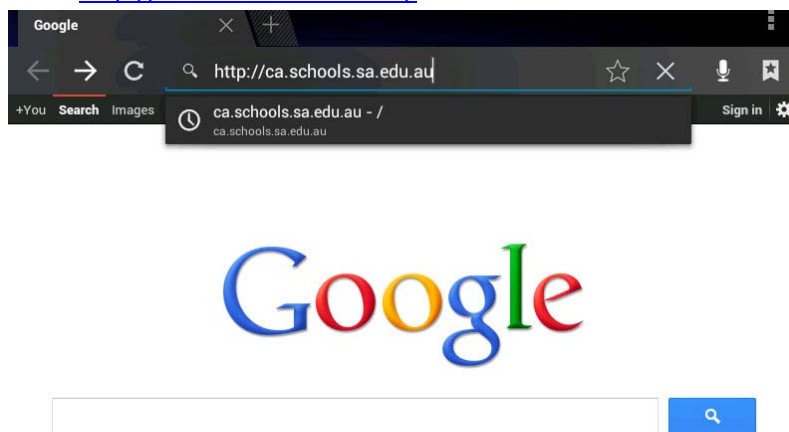 Google
http://ca.schools.sa.edu.au
+You Search Images
ca.schools.sa.edu.au - /
ca.schools.sa.edu.au
Sign in
Google